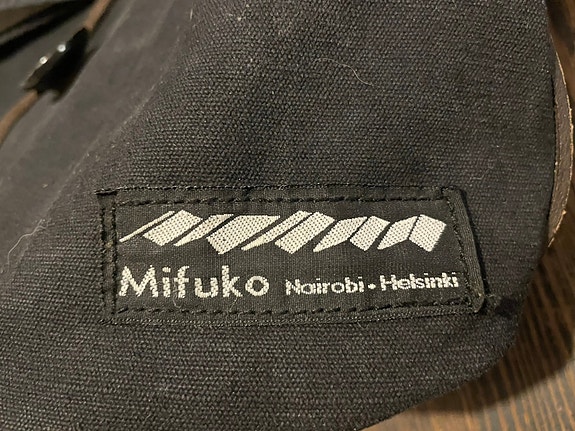 Mifuko Nairobi • Helsinki